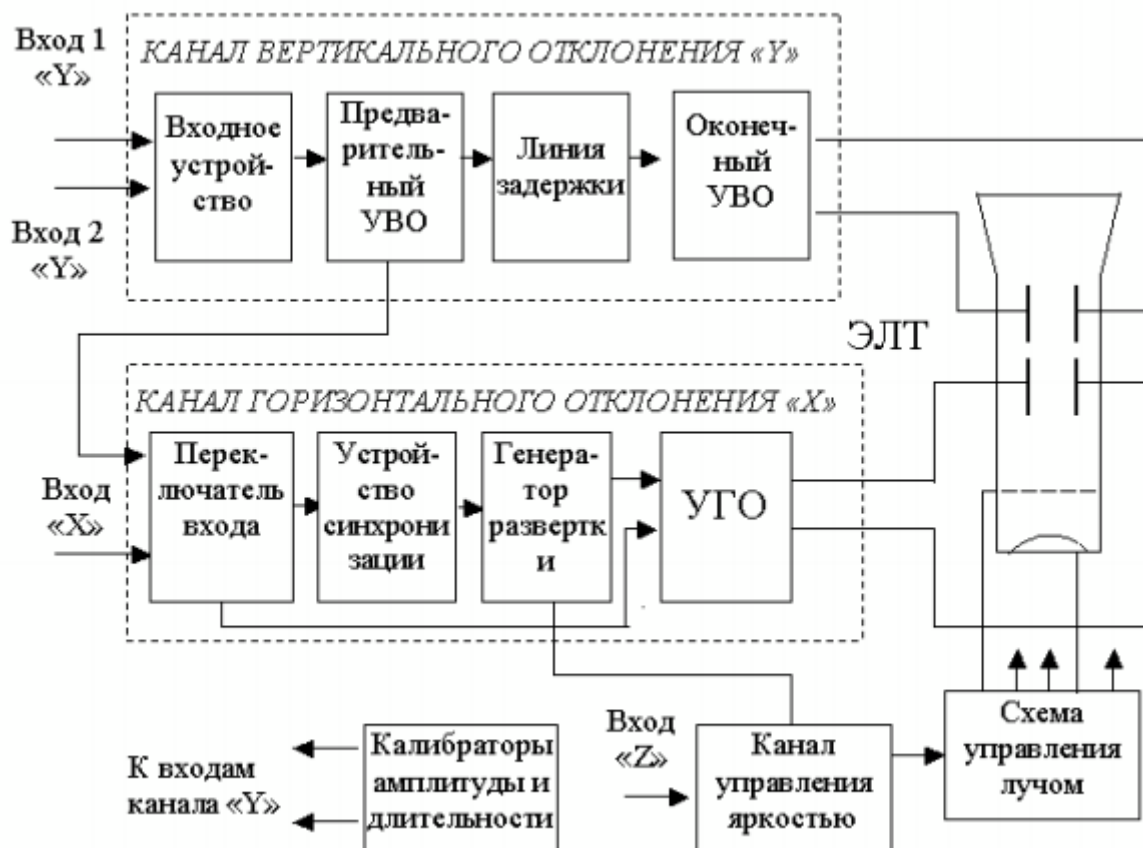 Вход 1
«Y»
КАНАЛ ВЕРТИКАЛЬНОГО ОТКЛОНЕНИЯ «Y»
Входное
устрой-
ство
Предва-
ритель-
ный
УВО
Линия
задержки
Оконеч-
ный
УВО
Вход 2
«Y»
ЭЛТ
КАНАЛ ГОРИЗОНТАЛЬНОГО ОТКЛОНЕНИЯ «X»
Вход
«X»
Перек-
лючатель
входа
Устрой-
ство
синхрони
зации
Генера-
тор
развертк
и
УГО
К входам
канала «Y»
Калибраторы
амплитуды и
длительности
Вход
«Z»
Канал
управления
яркостью
Схема
управления
лучом